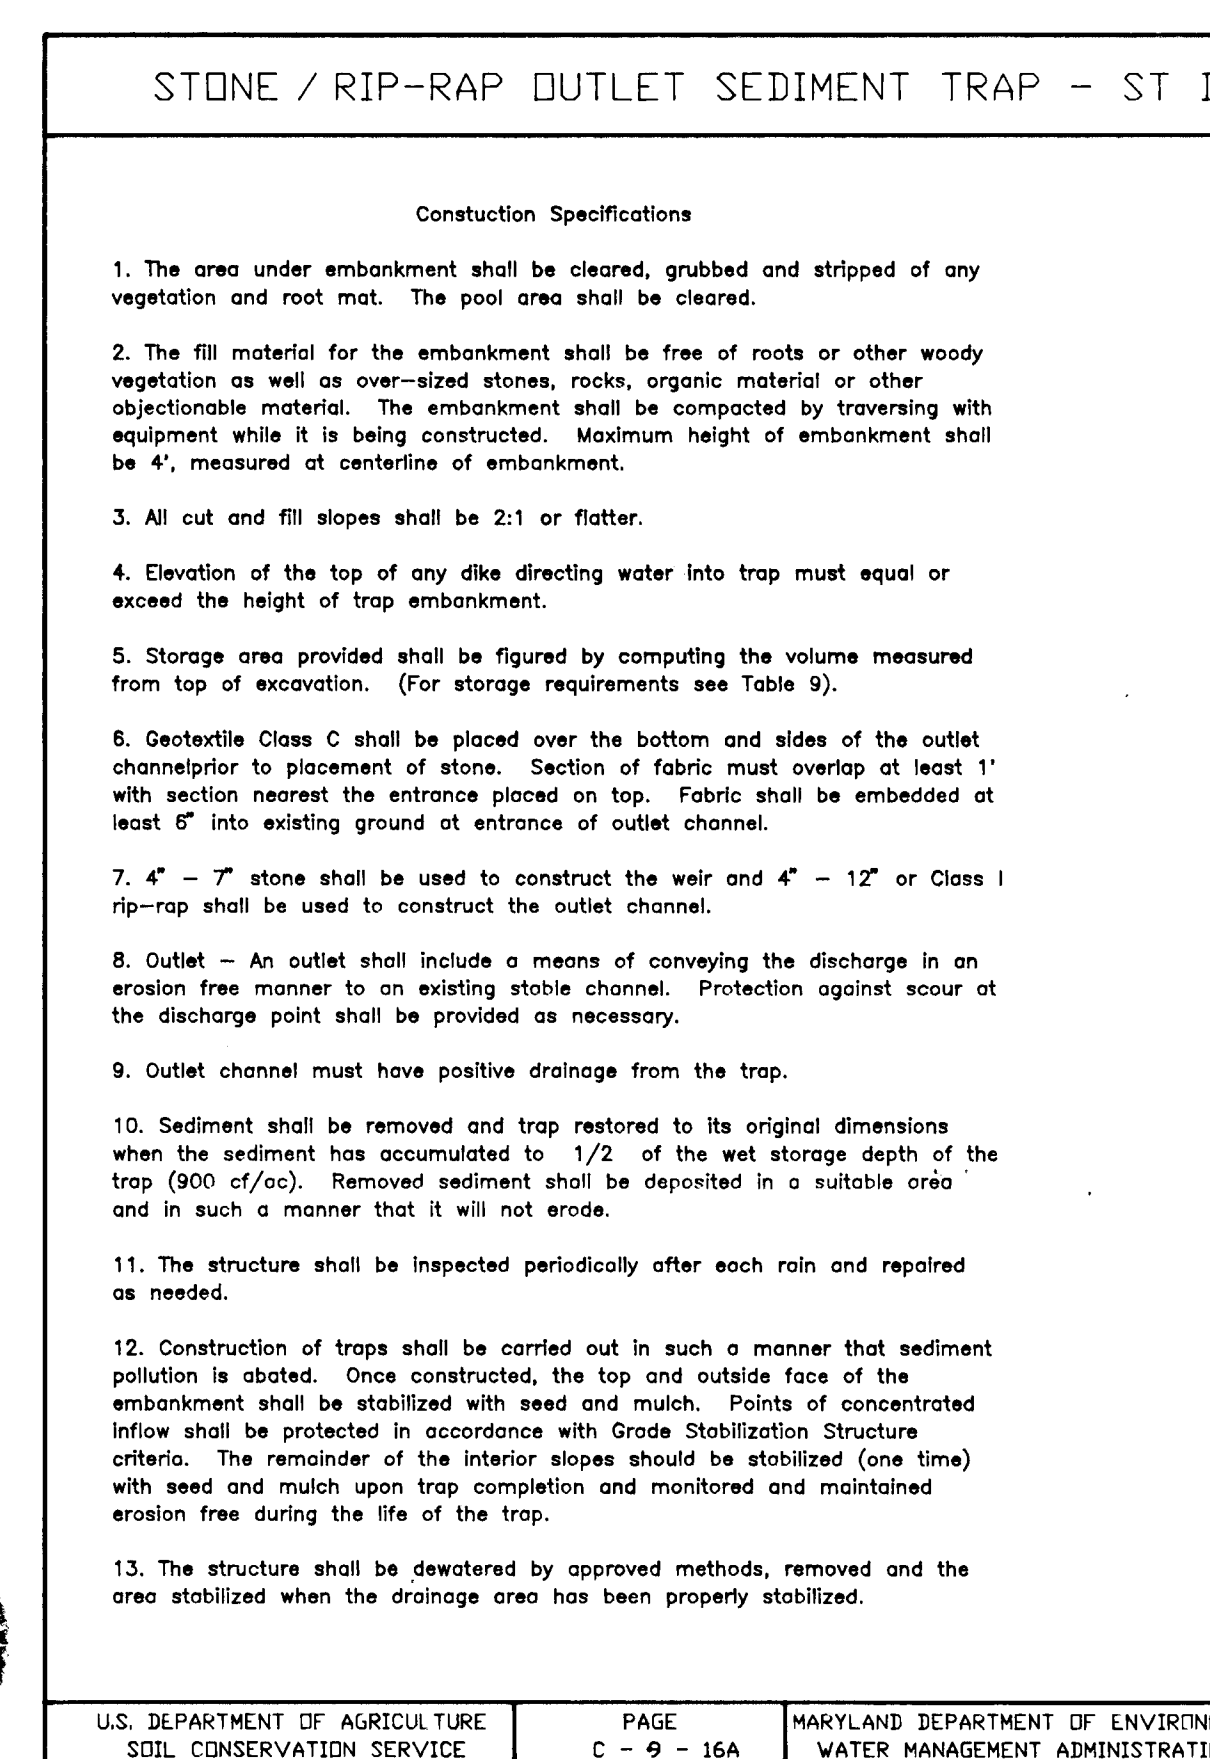 STONE / RIP-RAP OUTLET SEDIMENT TRAP - ST
Constuction Specifications
1. The area under embankment shall be cleared, grubbed and stripped of any
vegetation and root mat. The pool area shall be cleared.
2. The fill material for the embankment shall be free of roots or other woody
vegetation as well as over-sized stones, rocks, organic material or other
objectionable material. The embankment shall be compacted by traversing with
equipment while it is being constructed. Maximum height of embankment shall
be 4', measured at centerline of embankment.
3. All cut and fill slopes shall be 2:1 or flatter.
4. Elevation of the top of any dike directing water into trap must equal or
exceed the height of trap embankment.
5. Storage area provided shall be figured by computing the volume measured
from top of excavation. (For storage requirements see Table 9).
6. Geotextile Class C shall be placed over the bottom and sides of the outlet
channelprior to placement of stone. Section of fabric must overlap at least 1'
with section nearest the entrance placed on top. Fabric shall be embedded at
least 6" into existing ground at entrance of outlet channel.
7. 4" - 7" stone shall be used to construct the weir and 4" - 12" or Class I
rip-rap shall be used to construct the outlet channel.
8. Outlet - An outlet shall include a means of conveying the discharge in an
erosion free manner to an existing stable channel. Protection against scour at
the discharge point shall be provided as necessary.
9. Outlet channel must have positive drainage from the trap.
10. Sediment shall be removed and trap restored to its original dimensions
when the sediment has accumulated to 1/2 of the wet storage depth of the
trap (900 cf/ac). Removed sediment shall be deposited in a suitable area
and in such a manner that it will not erode.
11. The structure shall be inspected periodically after each rain and repaired
as needed.
12. Construction of traps shall be carried out in such a manner that sediment
pollution is abated. Once constructed, the top and outside face of the
embankment shall be stabilized with seed and mulch. Points of concentrated
inflow shall be protected in accordance with Grade Stabilization Structure
criteria. The remainder of the interior slopes should be stabilized (one time)
with seed and mulch upon trap completion and monitored and maintained
erosion free during the life of the trap.
13. The structure shall be dewatered by approved methods, removed and the
area stabilized when the drainage area has been properly stabilized.
U.S. DEPARTMENT OF AGRICULTURE
SOIL CONSERVATION SERVICE
PAGE
C - 9 - 16A
MARYLAND DEPARTMENT OF
WATER MANAGEMENT